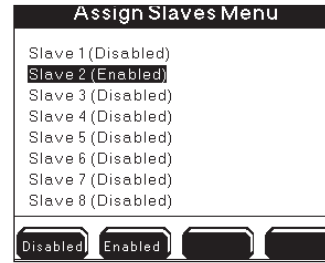 Assign Slaves Menu
Slave 1 (Disabled)
Slave 2 (Enabled)
Slave 3 (Disabled)
Slave 4 (Disabled)
Slave 5 (Disabled)
Slave 6 (Disabled)
Slave 7 (Disabled)
Slave 8 (Disabled)
Disabled Enabled